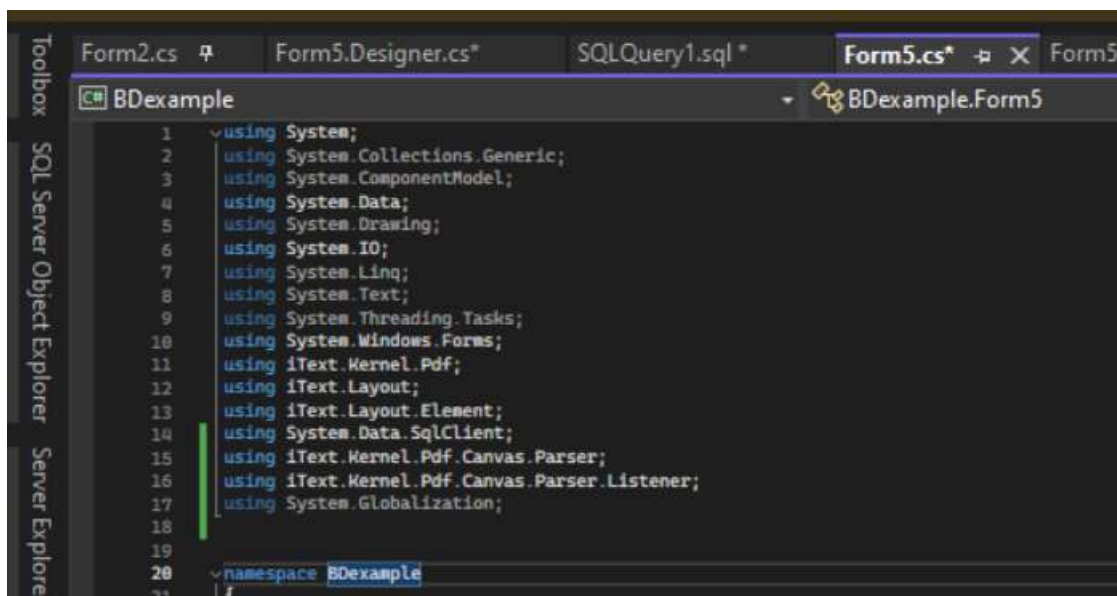 Toolbox
SQL Server Object Explorer
Server Explore
Form2.cs
Form5.Designer.cs*
SQLQuery1.sql *
Form5.cs*
Form5
C# BDexample
BDexample.Form5
1 using System;
2 using System.Collections.Generic;
3 using System.ComponentModel;
4 using System.Data;
5 using System.Drawing;
6 using System.IO;
7 using System.Linq;
8 using System.Text;
9 using System.Threading.Tasks;
10 using System.Windows.Forms;
11 using iText.Kernel.Pdf;
12 using iText.Layout;
13 using iText.Layout.Element;
14 using System.Data.SqlClient;
15 using iText.Kernel.Pdf.Canvas.Parser;
16 using iText.Kernel.Pdf.Canvas.Parser.Listener;
17 using System.Globalization;
18
19
20 namespace BDexample
21 {